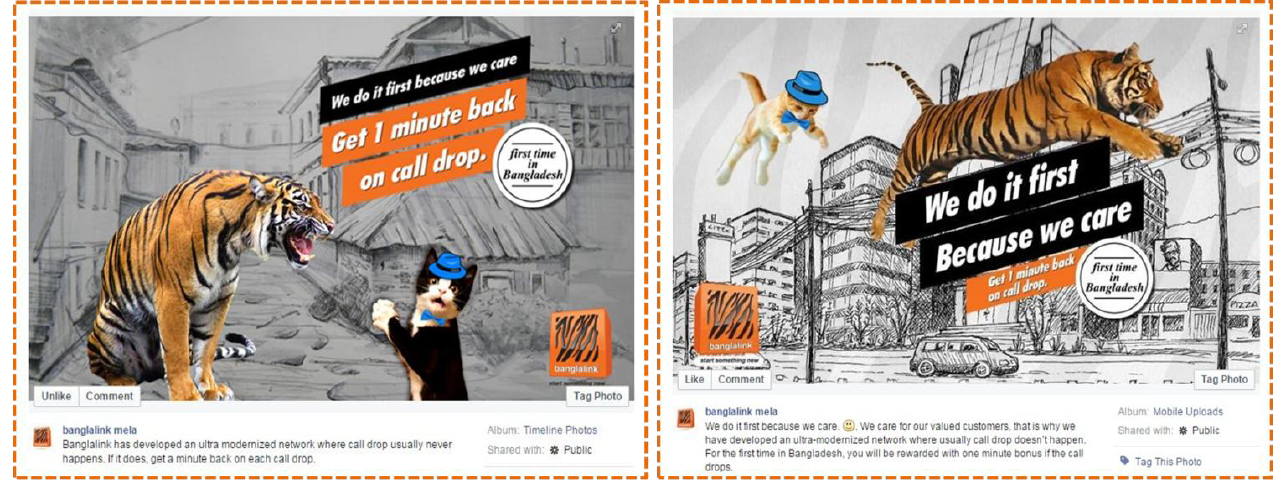 We do it first because we care
Get 1 minute back
on call drop.
first time
in
Bangladesh
banglalink
start something new
Unlike Comment
Tag Photo
banglalink mela
Banglalink has developed an ultra modernized network where call drop usually never
happens. If it does, get a minute back on each call drop.
Album: Timeline Photos
Shared with: Public
We do it first
Because we care
Get 1 minute back
on call drop.
first time
in
Bangladesh
CITY
PIZZA
banglalink
start something new
Like Comment
Tag Photo
banglalink mela
We do it first because we care. We care for our valued customers, that is why we
have developed an ultra-modernized network where usually call drop doesn't happen.
For the first time in Bangladesh, you will be rewarded with one minute bonus if the call
drops.
Album: Mobile Uploads
Shared with: Public
Tag This Photo